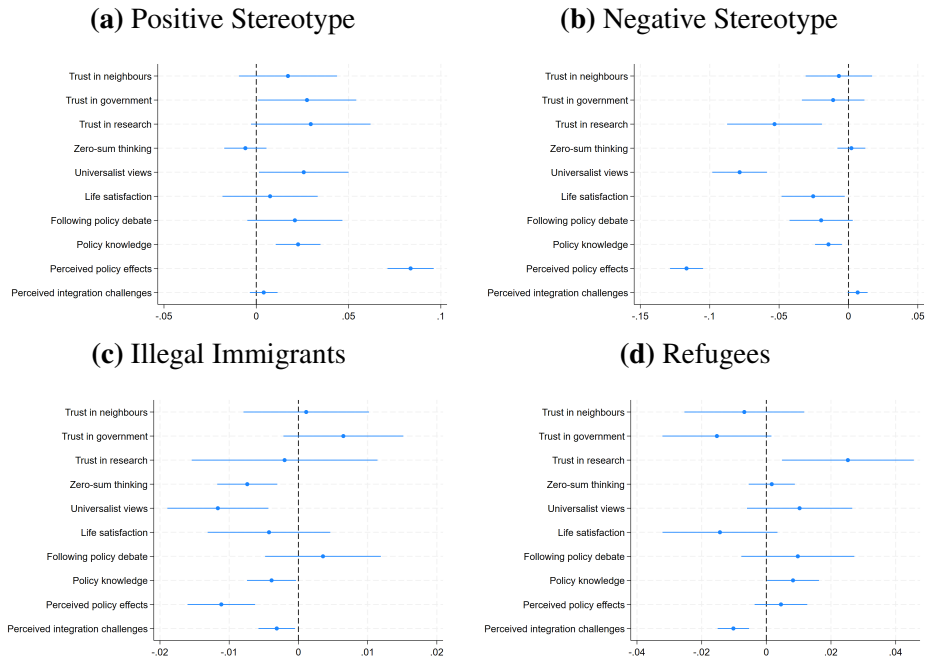 (a) Positive Stereotype
Trust in neighbours
Trust in government
Trust in research
Zero-sum thinking
Universalist views
Life satisfaction
Following policy debate
Policy knowledge
Perceived policy effects
Perceived integration challenges
-.05 0 .05 .1
(b) Negative Stereotype
Trust in neighbours
Trust in government
Trust in research
Zero-sum thinking
Universalist views
Life satisfaction
Following policy debate
Policy knowledge
Perceived policy effects
Perceived integration challenges
-.15 -.1 -.05 0 .05
(c) Illegal Immigrants
Trust in neighbours
Trust in government
Trust in research
Zero-sum thinking
Universalist views
Life satisfaction
Following policy debate
Policy knowledge
Perceived policy effects
Perceived integration challenges
-.02 -.01 0 .01 .02
(d) Refugees
Trust in neighbours
Trust in government
Trust in research
Zero-sum thinking
Universalist views
Life satisfaction
Following policy debate
Policy knowledge
Perceived policy effects
Perceived integration challenges
-.04 -.02 0 .02 .04